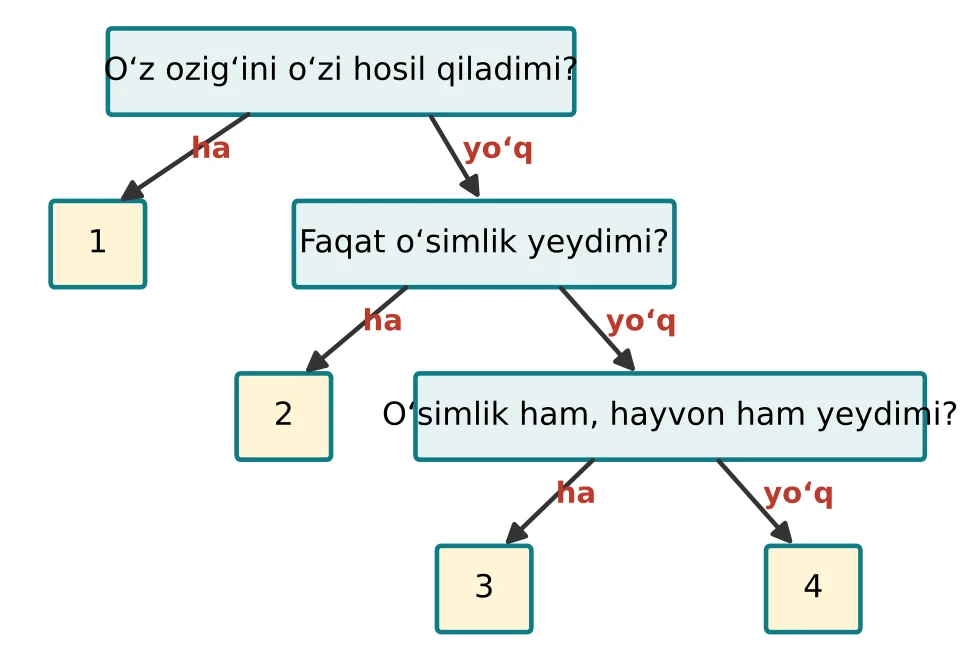 O‘z ozig‘ini o‘zi hosil qiladimi?
ha
yo‘q
1
Faqat o‘simlik yeydimi?
ha
yo‘q
2
O‘simlik ham, hayvon ham yeydimi?
ha
yo‘q
3
4